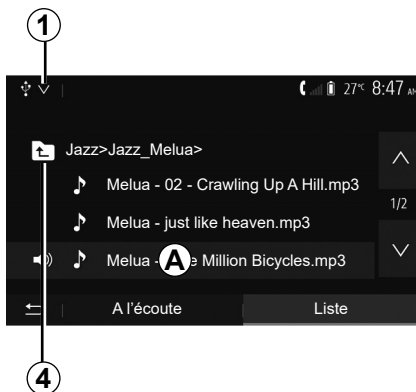 1
27°C 8:47 AM
Jazz>Jazz_Melua>
Melua - 02 - Crawling Up A Hill.mp3
Melua - just like heaven.mp3
1/2
Melua - A Million Bicycles.mp3
A l'écoute
Liste
4